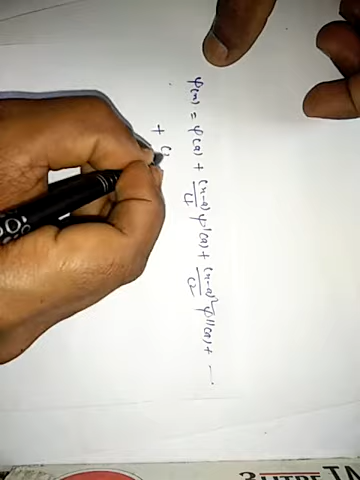 φ(x) = φ(a) + (x-a)/1! φ'(a) + (x-a)²/2! φ''(a) + —
+ (